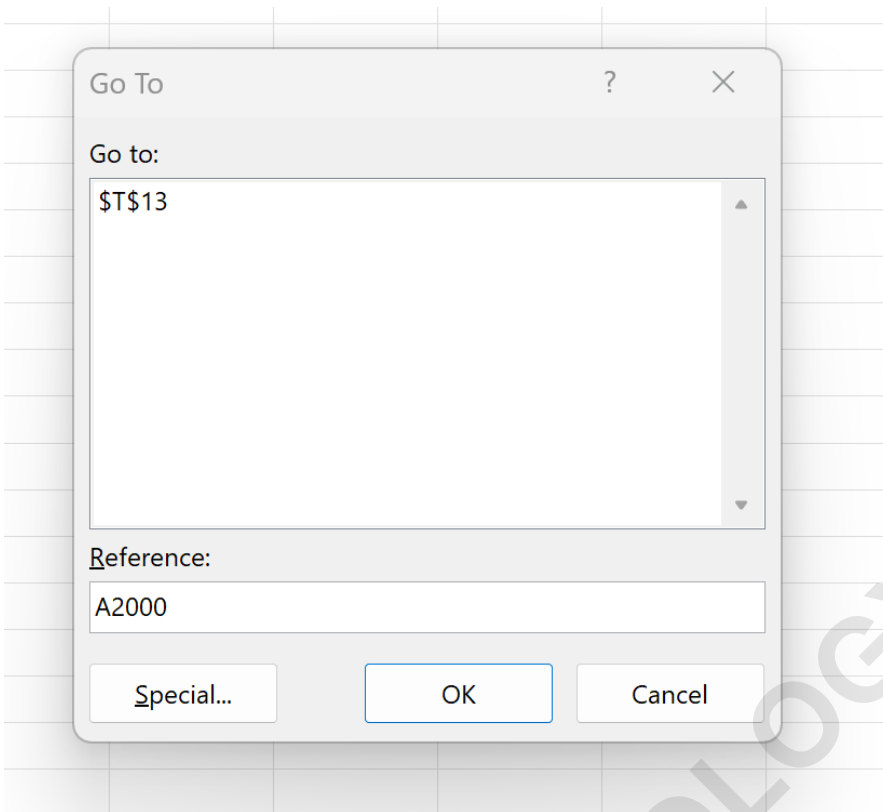 Go To ?
Go to:
$T$13
Reference:
A2000
Special... OK Cancel